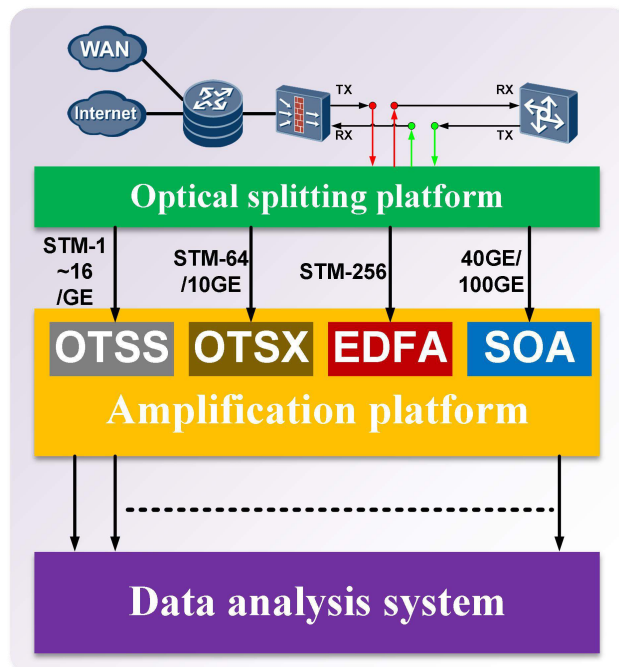 WAN
Internet
TX
RX
RX
TX
Optical splitting platform
STM-1
~16
/GE
STM-64
/10GE
STM-256
40GE/
100GE
OTSS
OTSX
EDFA
SOA
Amplification platform
Data analysis system